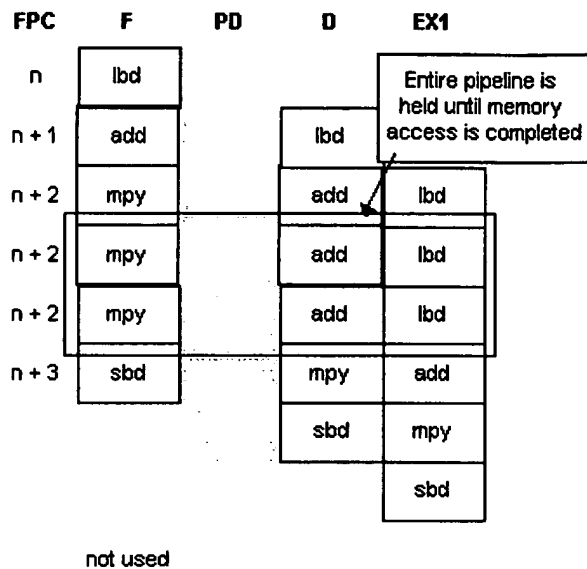 FPC F PD D EX1
n lbd
Entire pipeline is
held until memory
access is completed
n + 1 add lbd
n + 2 mpy add lbd
n + 2 mpy add lbd
n + 2 mpy add lbd
n + 3 sbd mpy add
sbd mpy
sbd
not used